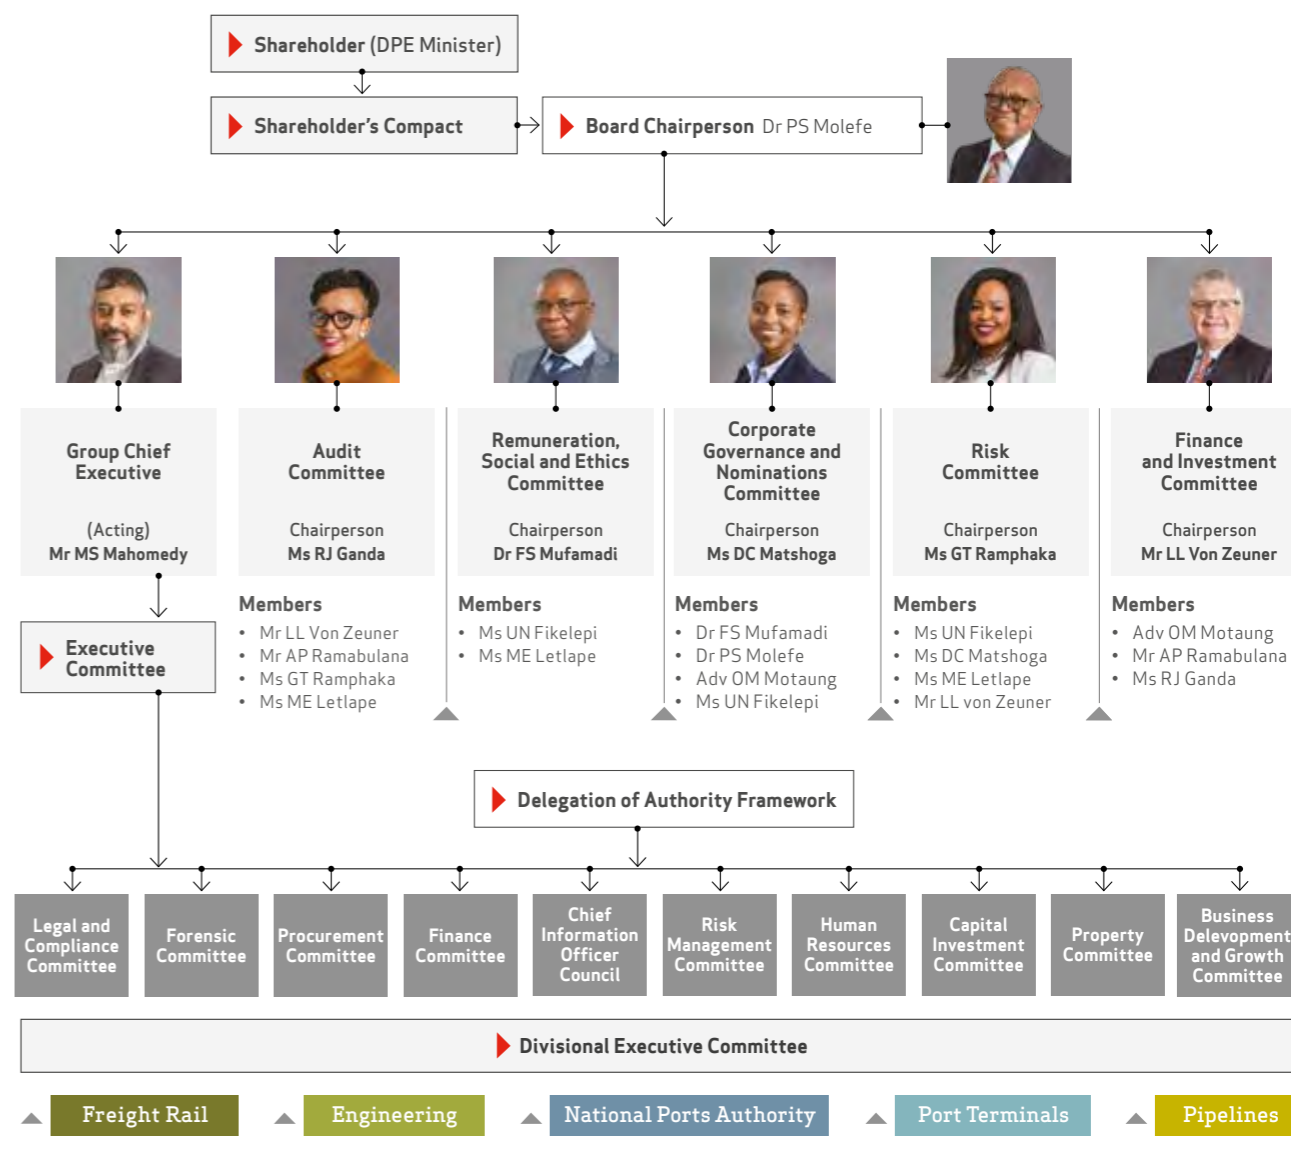 Shareholder (DPE Minister)
Shareholder's Compact
Board Chairperson Dr PS Molefe
Group Chief
Executive
(Acting)
Mr MS Mahomedy
Audit
Committee
Chairperson
Ms RJ Ganda
Remuneration,
Social and Ethics
Committee
Chairperson
Dr FS Mufamadi
Corporate
Governance and
Nominations
Committee
Chairperson
Ms DC Matshoga
Risk
Committee
Chairperson
Ms GT Ramphaka
Finance
and Investment
Committee
Chairperson
Mr LL Von Zeuner
Executive
Committee
Members
• Mr LL Von Zeuner
• Mr AP Ramabulana
• Ms GT Ramphaka
• Ms ME Letlape
Members
• Ms UN Fikelepi
• Ms ME Letlape
Members
• Dr FS Mufamadi
• Dr PS Molefe
• Adv OM Motaung
• Ms UN Fikelepi
Members
• Ms UN Fikelepi
• Ms DC Matshoga
• Ms ME Letlape
• Mr LL von Zeuner
Members
• Adv OM Motaung
• Mr AP Ramabulana
• Ms RJ Ganda
Delegation of Authority Framework
Legal and
Compliance
Committee
Forensic
Committee
Procurement
Committee
Finance
Committee
Chief
Information
Officer
Council
Risk
Management
Committee
Human
Resources
Committee
Capital
Investment
Committee
Property
Committee
Business
Delevopment
and Growth
Committee
Divisional Executive Committee
Freight Rail
Engineering
National Ports Authority
Port Terminals
Pipelines